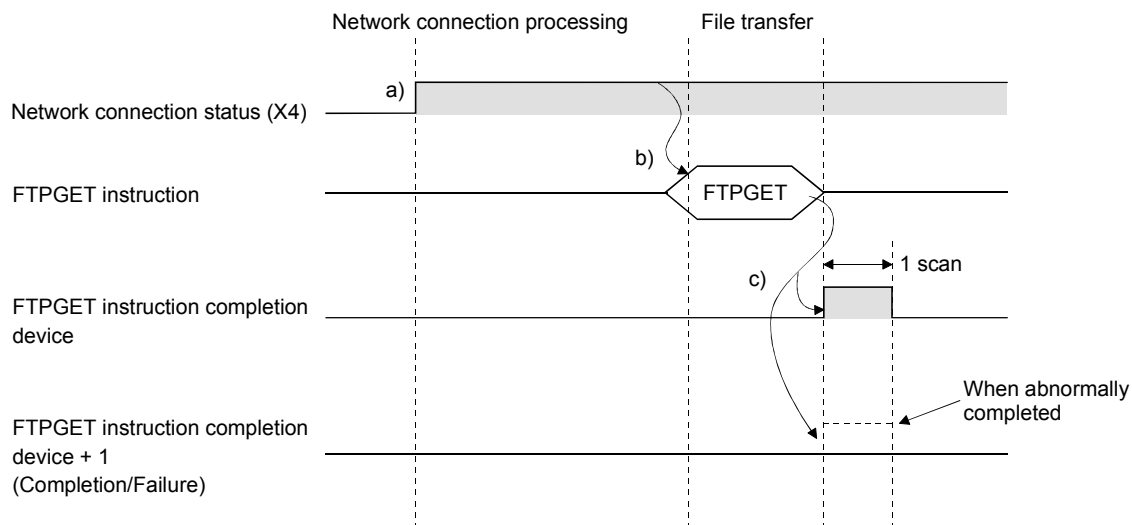 Network connection processing
File transfer
a)
Network connection status (X4)
b)
FTPGET instruction
FTPGET
1 scan
c)
FTPGET instruction completion
device
When abnormally
completed
FTPGET instruction completion
device + 1
(Completion/Failure)